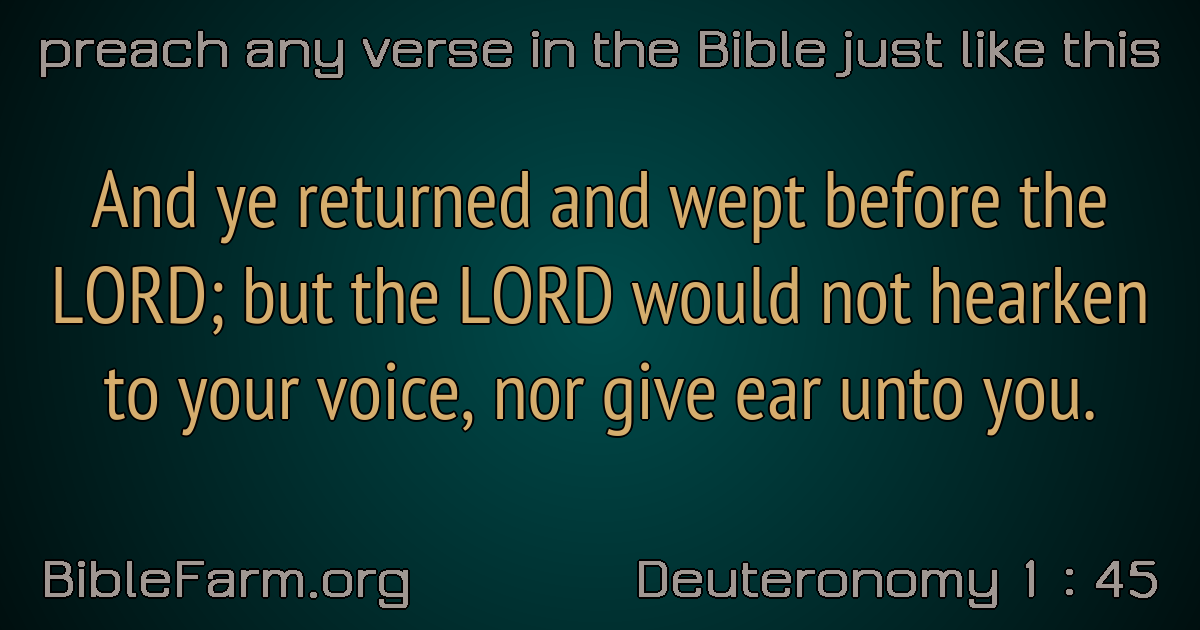 preach any verse in the Bible just like this
And ye returned and wept before the
LORD; but the LORD would not hearken
to your voice, nor give ear unto you.
BibleFarm.org
Deuteronomy 1 : 45